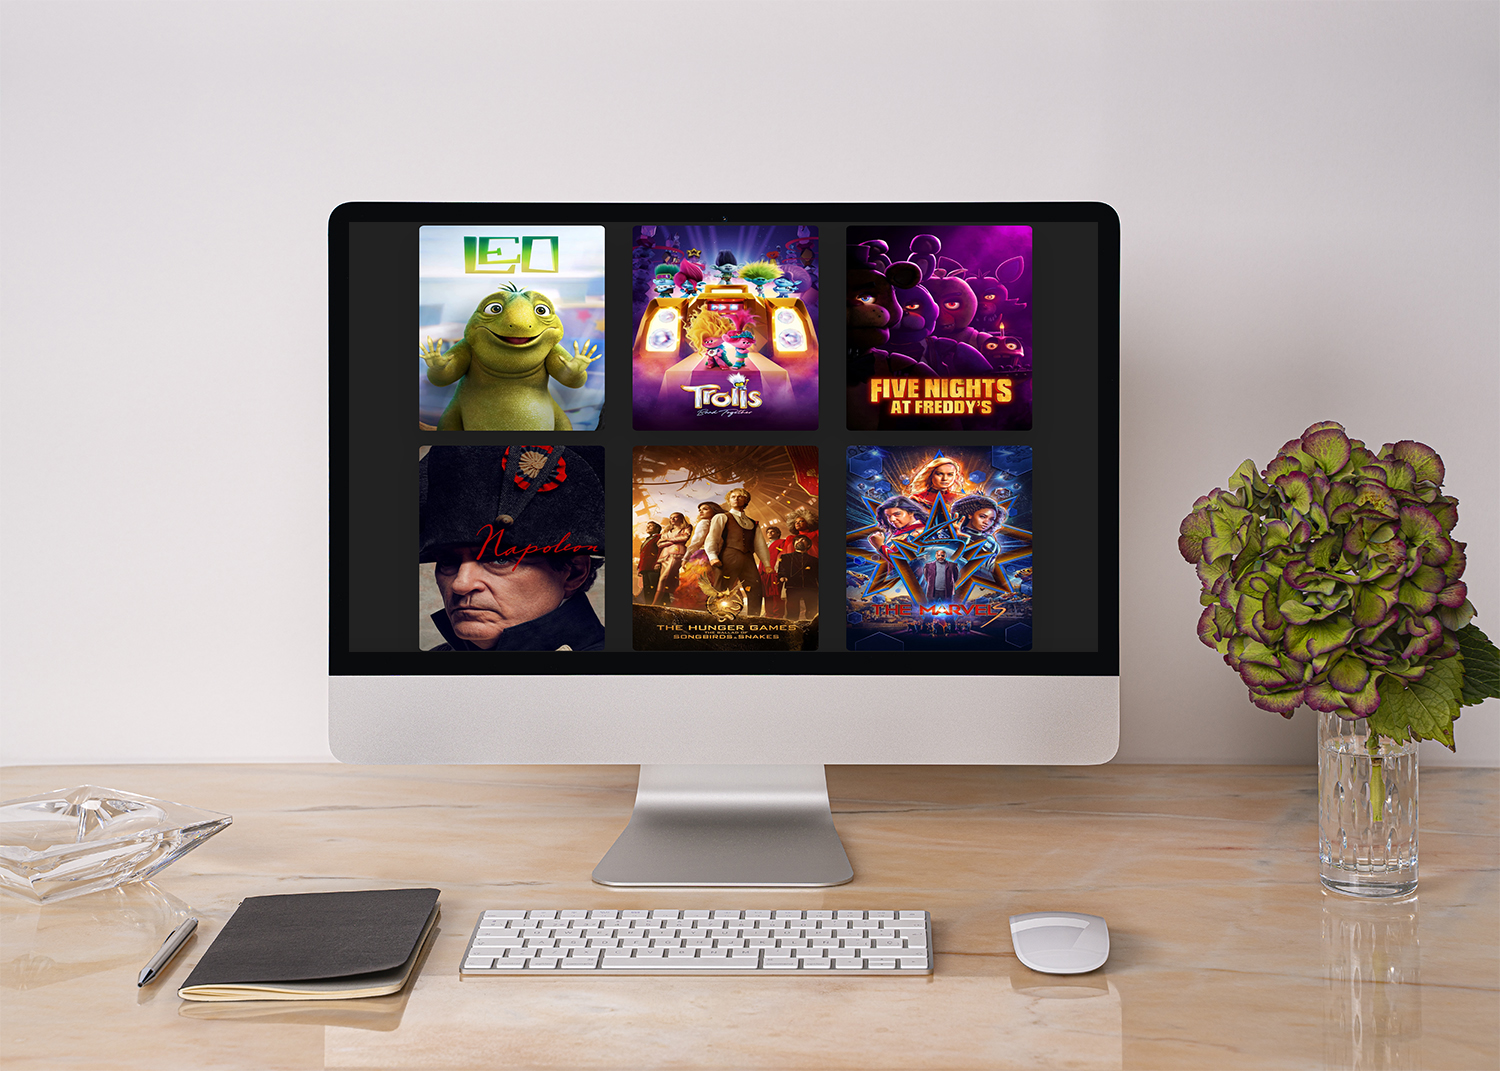 LEO
Trolls
Band Together
FIVE NIGHTS
AT FREDDY'S
Napoleon
THE HUNGER GAMES
THE BALLAD OF
SONGBIRDS & SNAKES
THE MARVELS